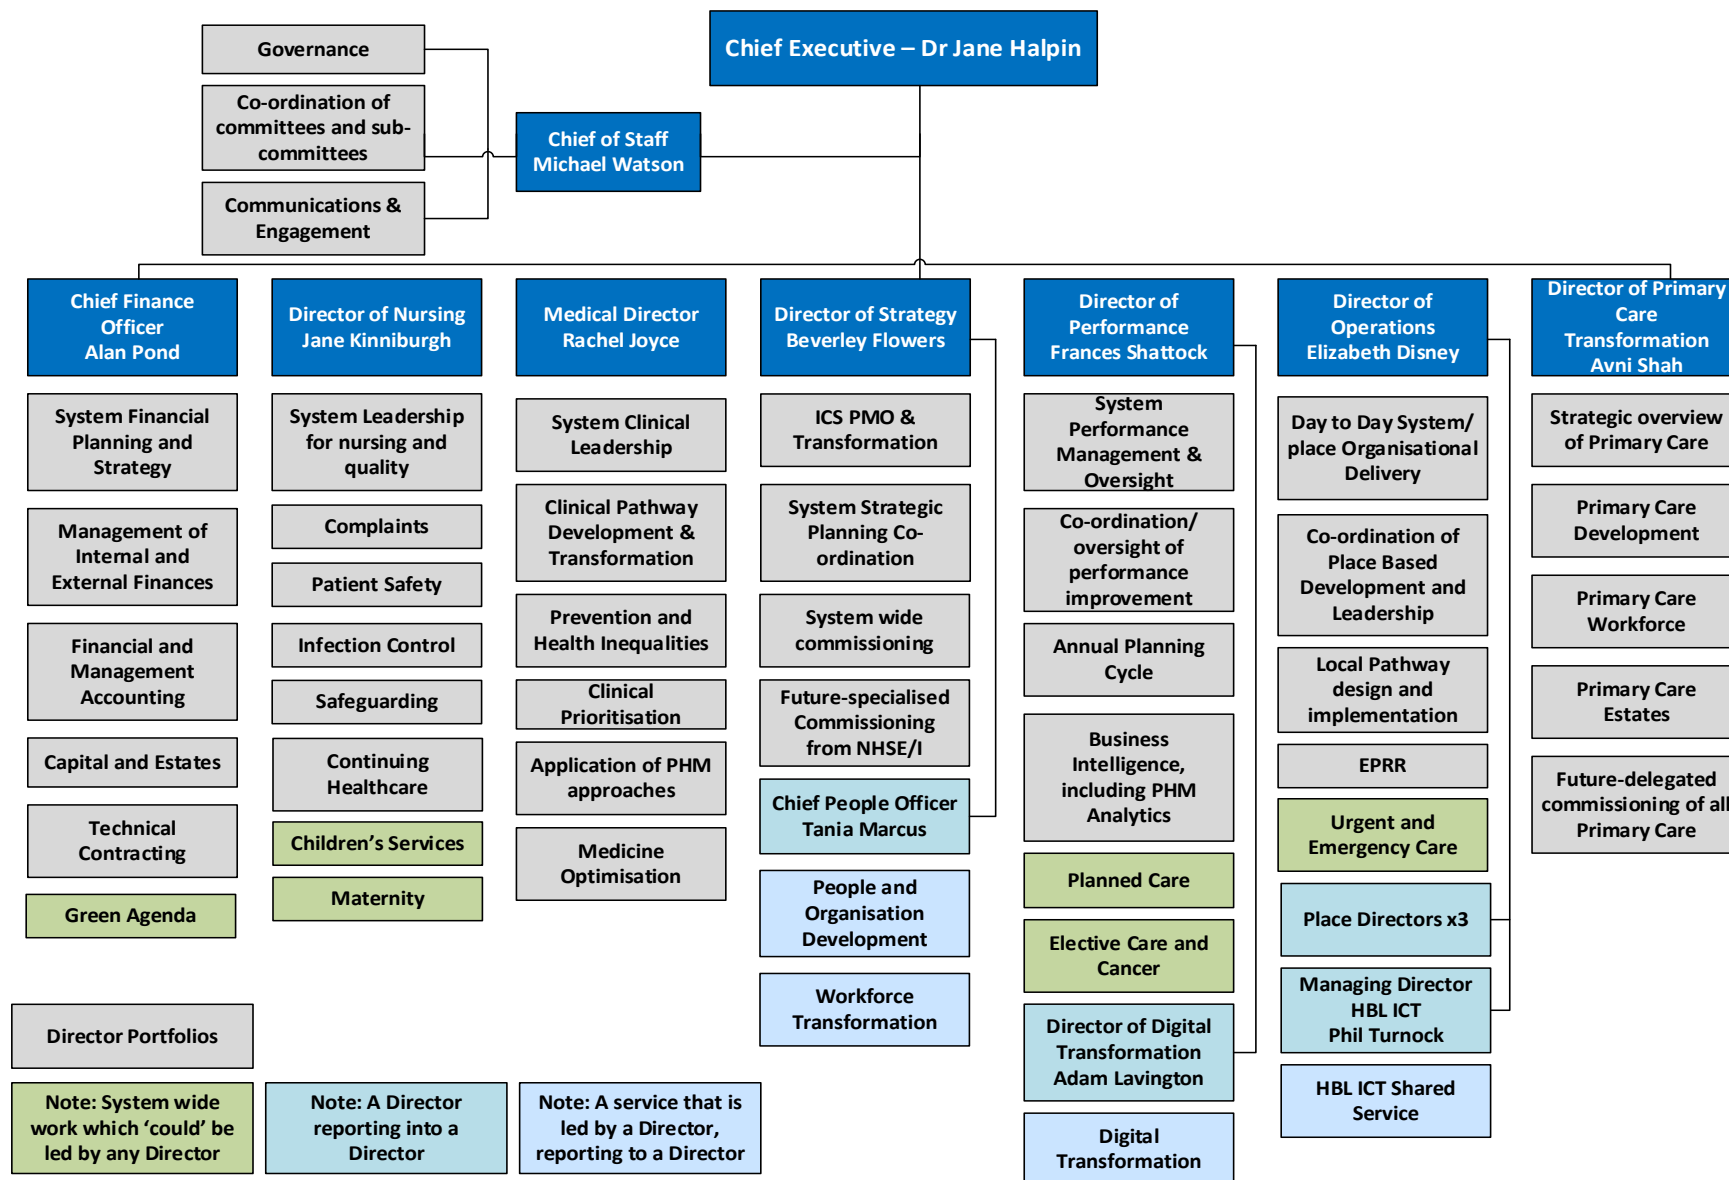 Governance
Chief Executive – Dr Jane Halpin
Co-ordination of
committees and sub-
committees
Chief of Staff
Michael Watson
Communications &
Engagement
Chief Finance
Officer
Alan Pond
Director of Nursing
Jane Kinniburgh
Medical Director
Rachel Joyce
Director of Strategy
Beverley Flowers
Director of
Performance
Frances Shattock
Director of
Operations
Elizabeth Disney
Director of Primary
Care
Transformation
Avni Shah
System Financial
Planning and
Strategy
Management of
Internal and
External Finances
Financial and
Management
Accounting
Capital and Estates
Technical
Contracting
Green Agenda
System Leadership
for nursing and
quality
Complaints
Patient Safety
Infection Control
Safeguarding
Continuing
Healthcare
Children's Services
Maternity
System Clinical
Leadership
Clinical Pathway
Development &
Transformation
Prevention and
Health Inequalities
Clinical
Prioritisation
Application of PHM
approaches
Medicine
Optimisation
ICS PMO &
Transformation
System Strategic
Planning Co-
ordination
System wide
commissioning
Future-specialised
Commissioning
from NHSE/I
Chief People Officer
Tania Marcus
People and
Organisation
Development
Workforce
Transformation
System
Performance
Management &
Oversight
Co-ordination/
oversight of
performance
improvement
Annual Planning
Cycle
Business
Intelligence,
including PHM
Analytics
Planned Care
Elective Care and
Cancer
Director of Digital
Transformation
Adam Lavington
Digital
Transformation
Day to Day System/
place Organisational
Delivery
Co-ordination of
Place Based
Development and
Leadership
Local Pathway
design and
implementation
EPRR
Urgent and
Emergency Care
Place Directors x3
Managing Director
HBL ICT
Phil Turnock
HBL ICT Shared
Service
Strategic overview
of Primary Care
Primary Care
Development
Primary Care
Workforce
Primary Care
Estates
Future-delegated
commissioning of all
Primary Care
Director Portfolios
Note: System wide
work which 'could' be
led by any Director
Note: A Director
reporting into a
Director
Note: A service that is
led by a Director,
reporting to a Director